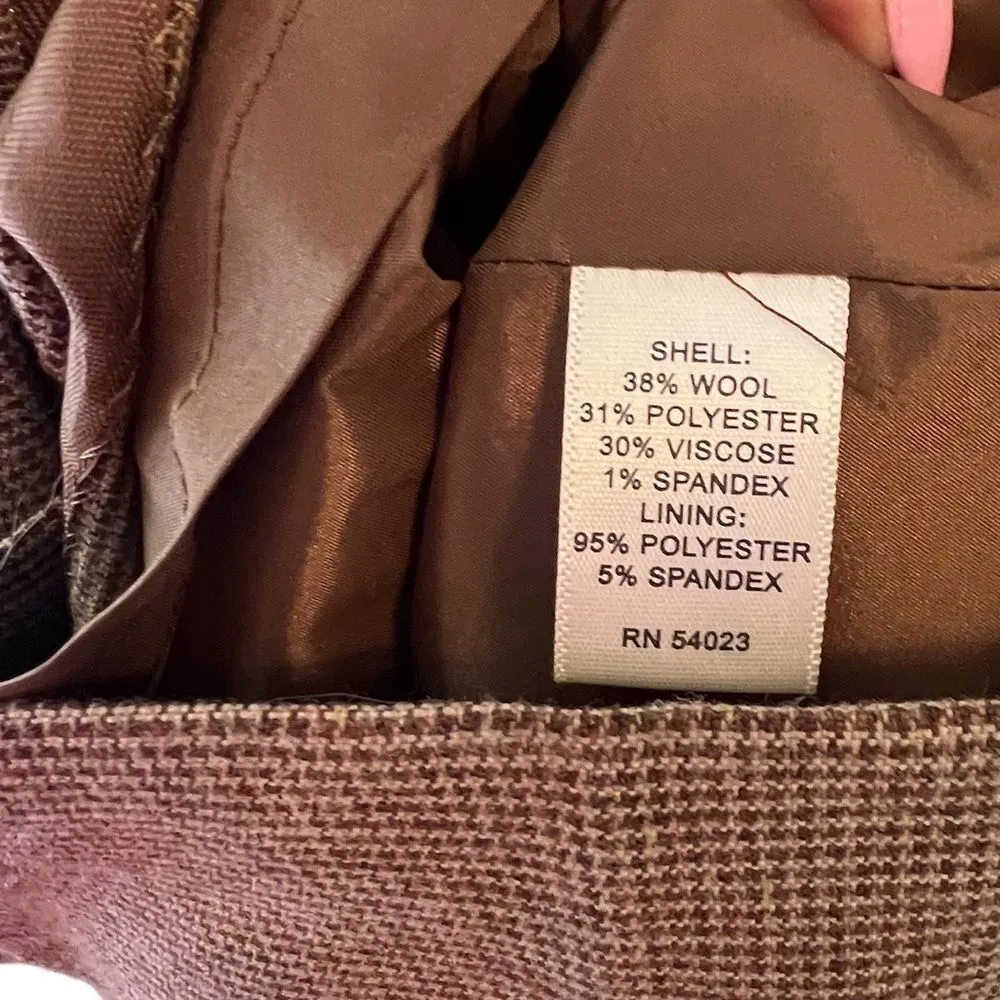 SHELL:
38% WOOL
31% POLYESTER
30% VISCOSE
1% SPANDEX
LINING:
95% POLYESTER
5% SPANDEX
RN 54023